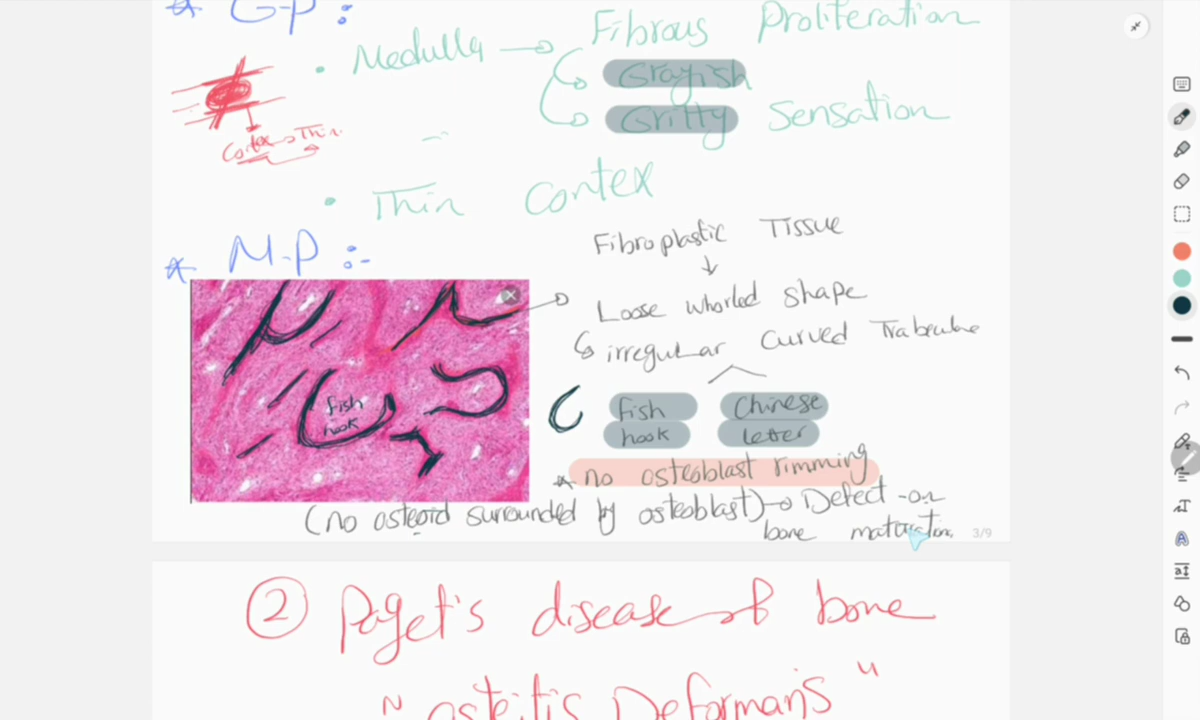 * G-P :
• Medulla → Fibrous Proliferation
Grayish
Gritty Sensation
Cortex → Thin
• Thin Cortex
* M-P :-
Fibroplastic Tissue
↓
Loose whorled shape
irregular curved Trabeculae
fish hook
Chinese letter
fish hook
* no osteoblast rimming
(no osteoid surrounded by osteoblast) → Defect on bone maturation
3/9
② Paget's disease of bone
"osteitis Deformans"